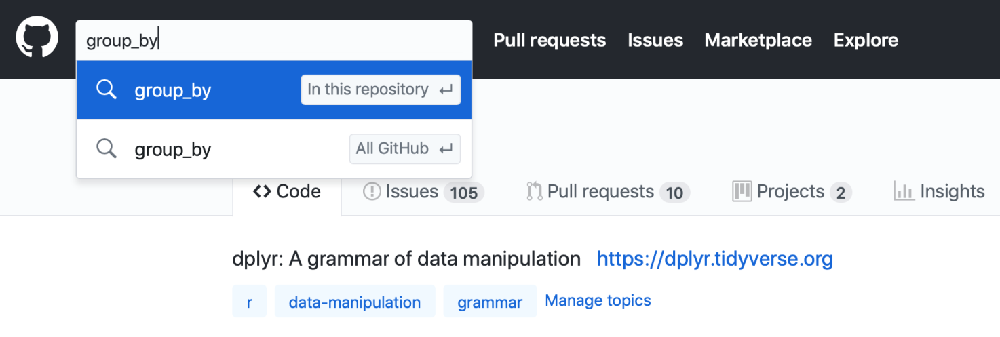 group_by
Pull requests Issues Marketplace Explore
group_by In this repository
group_by All GitHub
Code Issues 105 Pull requests 10 Projects 2 Insights
dplyr: A grammar of data manipulation https://dplyr.tidyverse.org
r data-manipulation grammar Manage topics